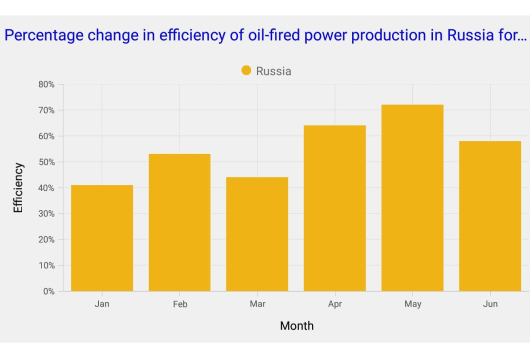 Percentage change in efficiency of oil-fired power production in Russia for...
Russia
80%
70%
60%
50%
40%
30%
20%
10%
0%
Efficiency
Jan Feb Mar Apr May Jun
Month